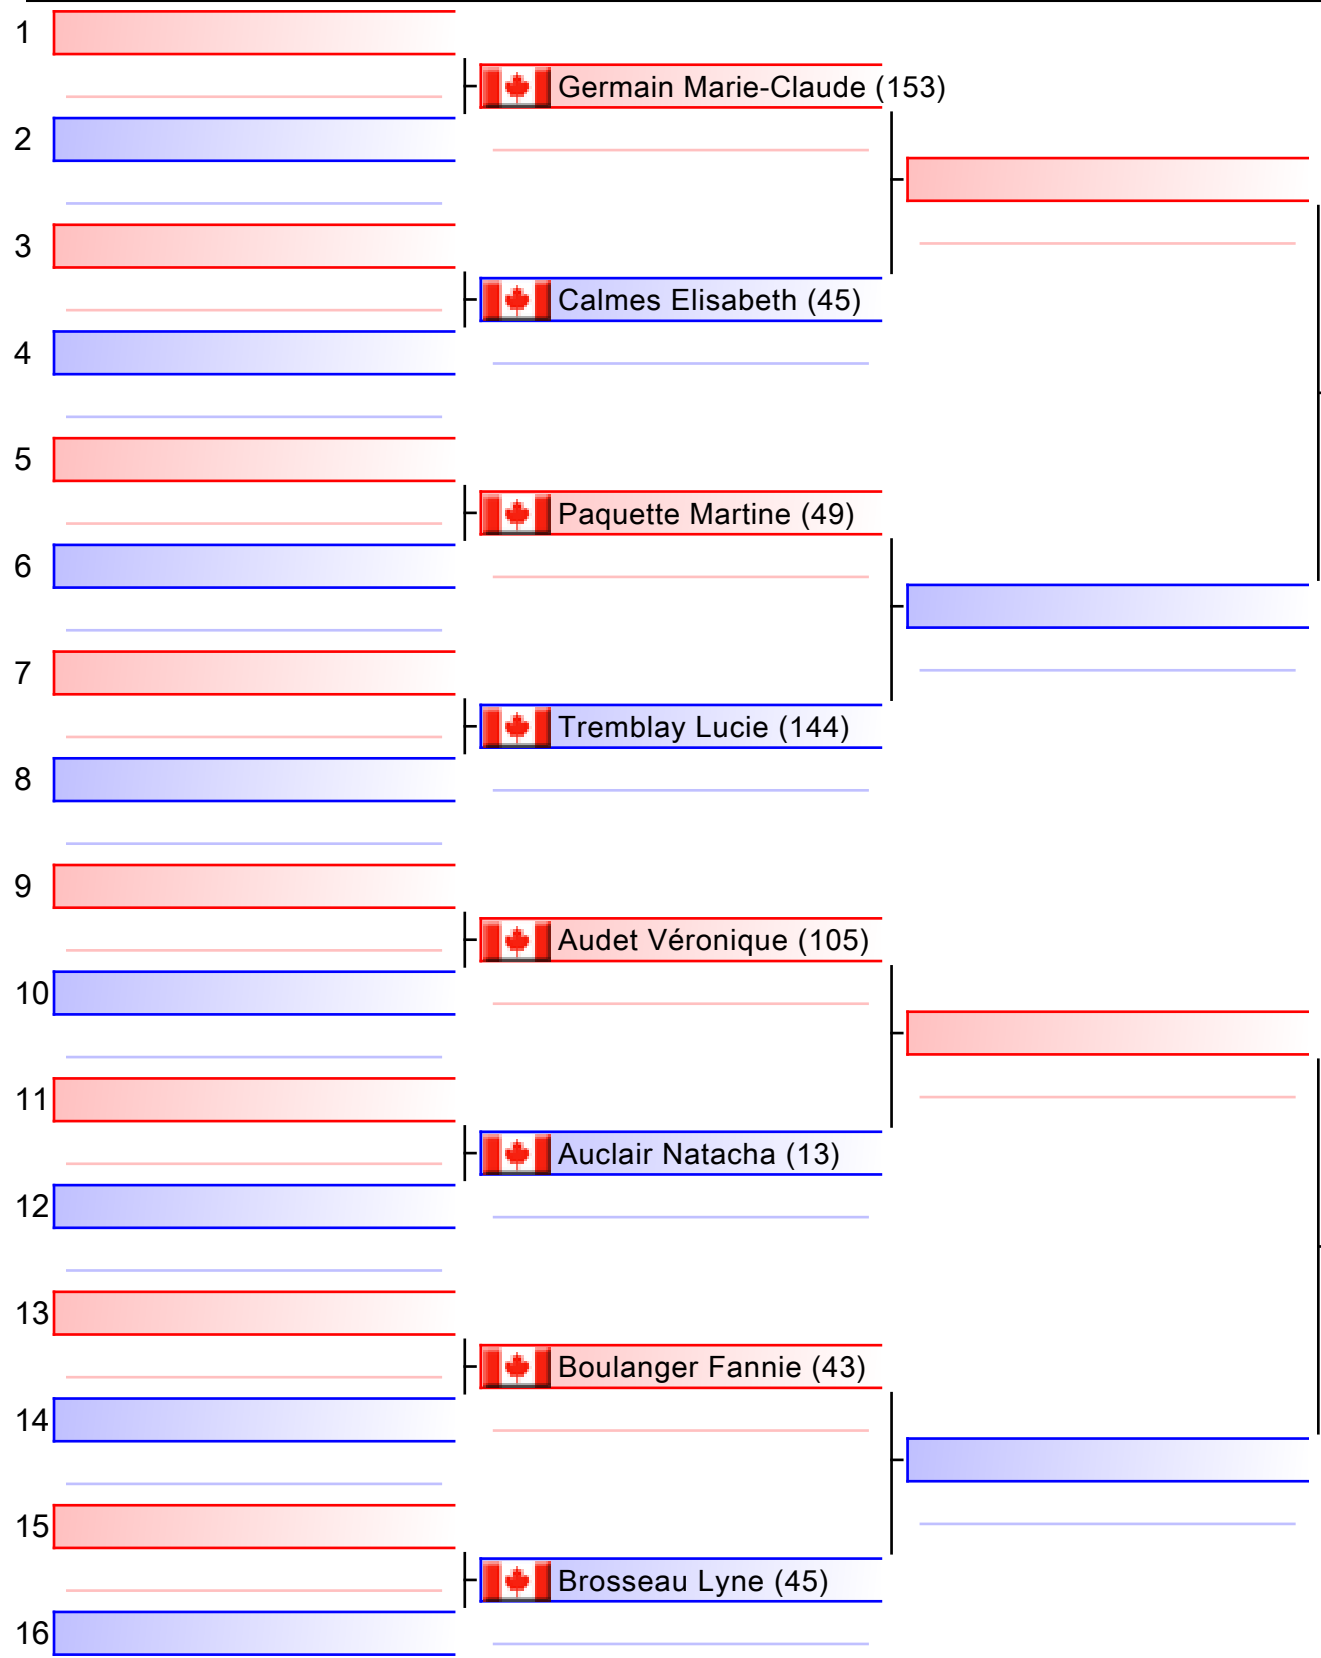 1
Germain Marie-Claude (153)
2
3
Calmes Elisabeth (45)
4
5
Paquette Martine (49)
6
7
Tremblay Lucie (144)
8
9
Audet Véronique (105)
10
11
Auclair Natacha (13)
12
13
Boulanger Fannie (43)
14
15
Brosseau Lyne (45)
16